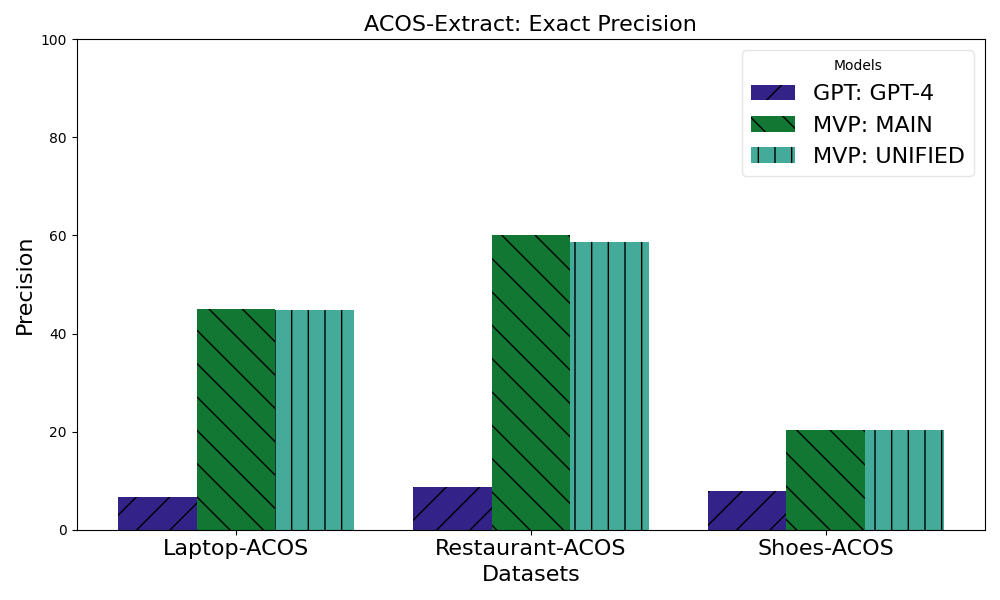 ACOS-Extract: Exact Precision
Models
GPT: GPT-4
MVP: MAIN
MVP: UNIFIED
Precision
100
80
60
40
20
0
Laptop-ACOS
Restaurant-ACOS
Shoes-ACOS
Datasets